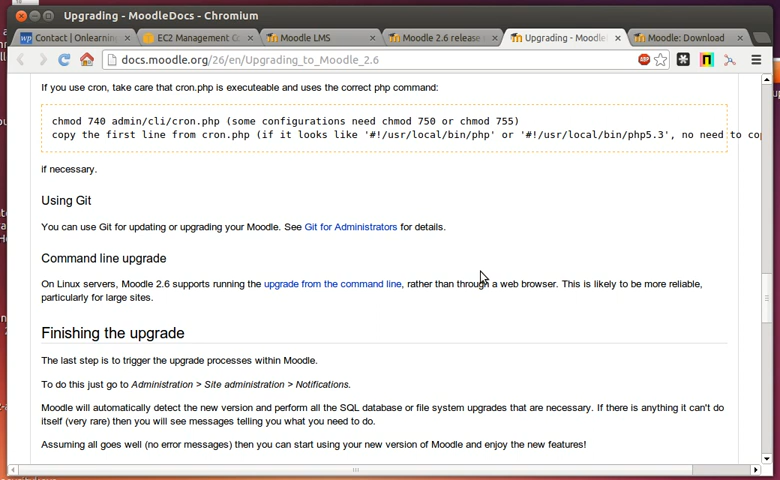 Upgrading - MoodleDocs - Chromium
Contact | Onlearning
EC2 Management Co
Moodle LMS
Moodle 2.6 release
Upgrading - Moodle
Moodle: Download
docs.moodle.org/26/en/Upgrading_to_Moodle_2.6
If you use cron, take care that cron.php is executeable and uses the correct php command:
chmod 740 admin/cli/cron.php (some configurations need chmod 750 or chmod 755)
copy the first line from cron.php (if it looks like '#!/usr/local/bin/php' or '#!/usr/local/bin/php5.3', no need to cop
if necessary.
Using Git
You can use Git for updating or upgrading your Moodle. See Git for Administrators for details.
Command line upgrade
On Linux servers, Moodle 2.6 supports running the upgrade from the command line, rather than through a web browser. This is likely to be more reliable,
particularly for large sites.
Finishing the upgrade
The last step is to trigger the upgrade processes within Moodle.
To do this just go to Administration > Site administration > Notifications.
Moodle will automatically detect the new version and perform all the SQL database or file system upgrades that are necessary. If there is anything it can't do
itself (very rare) then you will see messages telling you what you need to do.
Assuming all goes well (no error messages) then you can start using your new version of Moodle and enjoy the new features!